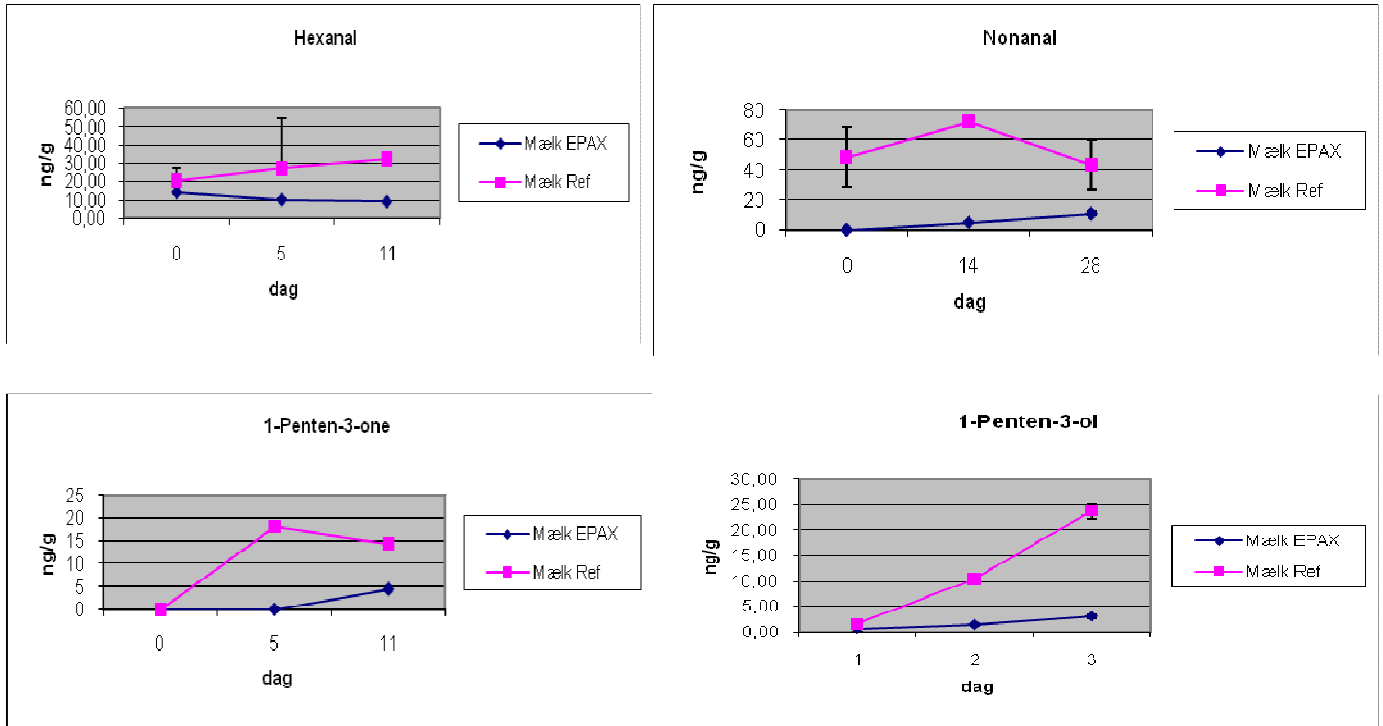 Hexanal
60,00
50,00
40,00
30,00
20,00
10,00
0,00
ng/g
0 5 11
dag
Mælk EPAX
Mælk Ref
Nonanal
80
60
40
20
0
ng/g
0 14 28
dag
Mælk EPAX
Mælk Ref
1-Penten-3-one
25
20
15
10
5
0
ng/g
0 5 11
dag
Mælk EPAX
Mælk Ref
1-Penten-3-ol
30,00
25,00
20,00
15,00
10,00
5,00
0,00
ng/g
1 2 3
dag
Mælk EPAX
Mælk Ref